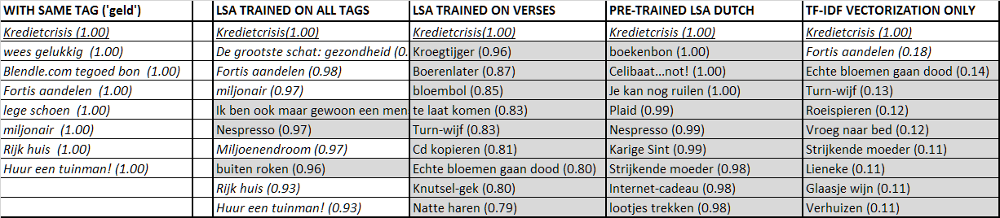 WITH SAME TAG ('geld') LSA TRAINED ON ALL TAGS LSA TRAINED ON VERSES PRE-TRAINED LSA DUTCH TF-IDF VECTORIZATION ONLY
Kredietcrisis (1.00) Kredietcrisis(1.00) Kredietcrisis(1.00) Kredietcrisis (1.00) Kredietcrisis (1.00)
wees gelukkig (1.00) De grootste schat: gezondheid (0. Kroegtijger (0.96) boekenbon (1.00) Fortis aandelen (0.18)
Blendle.com tegoed bon (1.00) Fortis aandelen (0.98) Boerenlater (0.87) Celibaat...not! (1.00) Echte bloemen gaan dood (0.14)
Fortis aandelen (1.00) miljonair (0.97) bloembol (0.85) Je kan nog ruilen (1.00) Turn-wijf (0.13)
lege schoen (1.00) Ik ben ook maar gewoon een men te laat komen (0.83) Plaid (0.99) Roeispieren (0.12)
miljonair (1.00) Nespresso (0.97) Turn-wijf (0.83) Nespresso (0.99) Vroeg naar bed (0.12)
Rijk huis (1.00) Miljoenendroom (0.97) Cd kopieren (0.81) Karige Sint (0.99) Strijkende moeder (0.11)
Huur een tuinman! (1.00) buiten roken (0.96) Echte bloemen gaan dood (0.80) Strijkende moeder (0.98) Lieneke (0.11)
Rijk huis (0.93) Knutsel-gek (0.80) Internet-cadeau (0.98) Glaasje wijn (0.11)
Huur een tuinman! (0.93) Natte haren (0.79) lootjes trekken (0.98) Verhuizen (0.11)